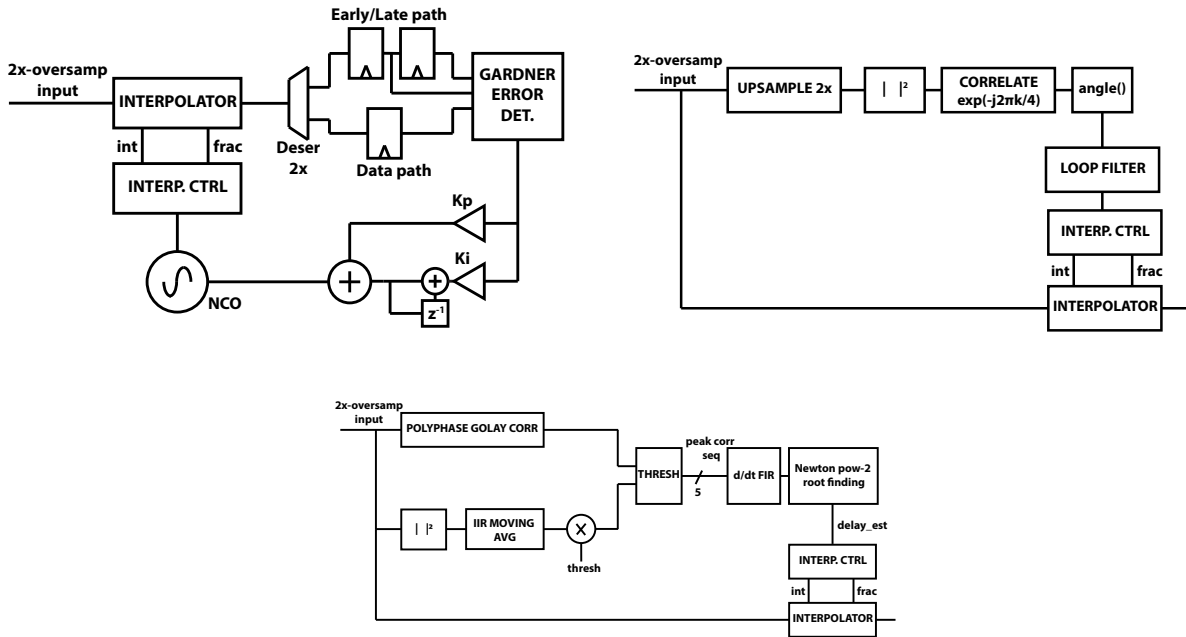 Early/Late path
2x-oversamp
input
INTERPOLATOR
Deser
2x
GARDNER
ERROR
DET.
Data path
int
frac
INTERP. CTRL
NCO
Kp
Ki
+
+
z⁻¹
2x-oversamp
input
UPSAMPLE 2x
| |²
CORRELATE
exp(-j2πk/4)
angle()
LOOP FILTER
INTERP. CTRL
int
frac
INTERPOLATOR
2x-oversamp
input
POLYPHASE GOLAY CORR
| |²
IIR MOVING
AVG
X
thresh
THRESH
peak corr
seq
5
d/dt FIR
Newton pow-2
root finding
delay_est
INTERP. CTRL
int
frac
INTERPOLATOR